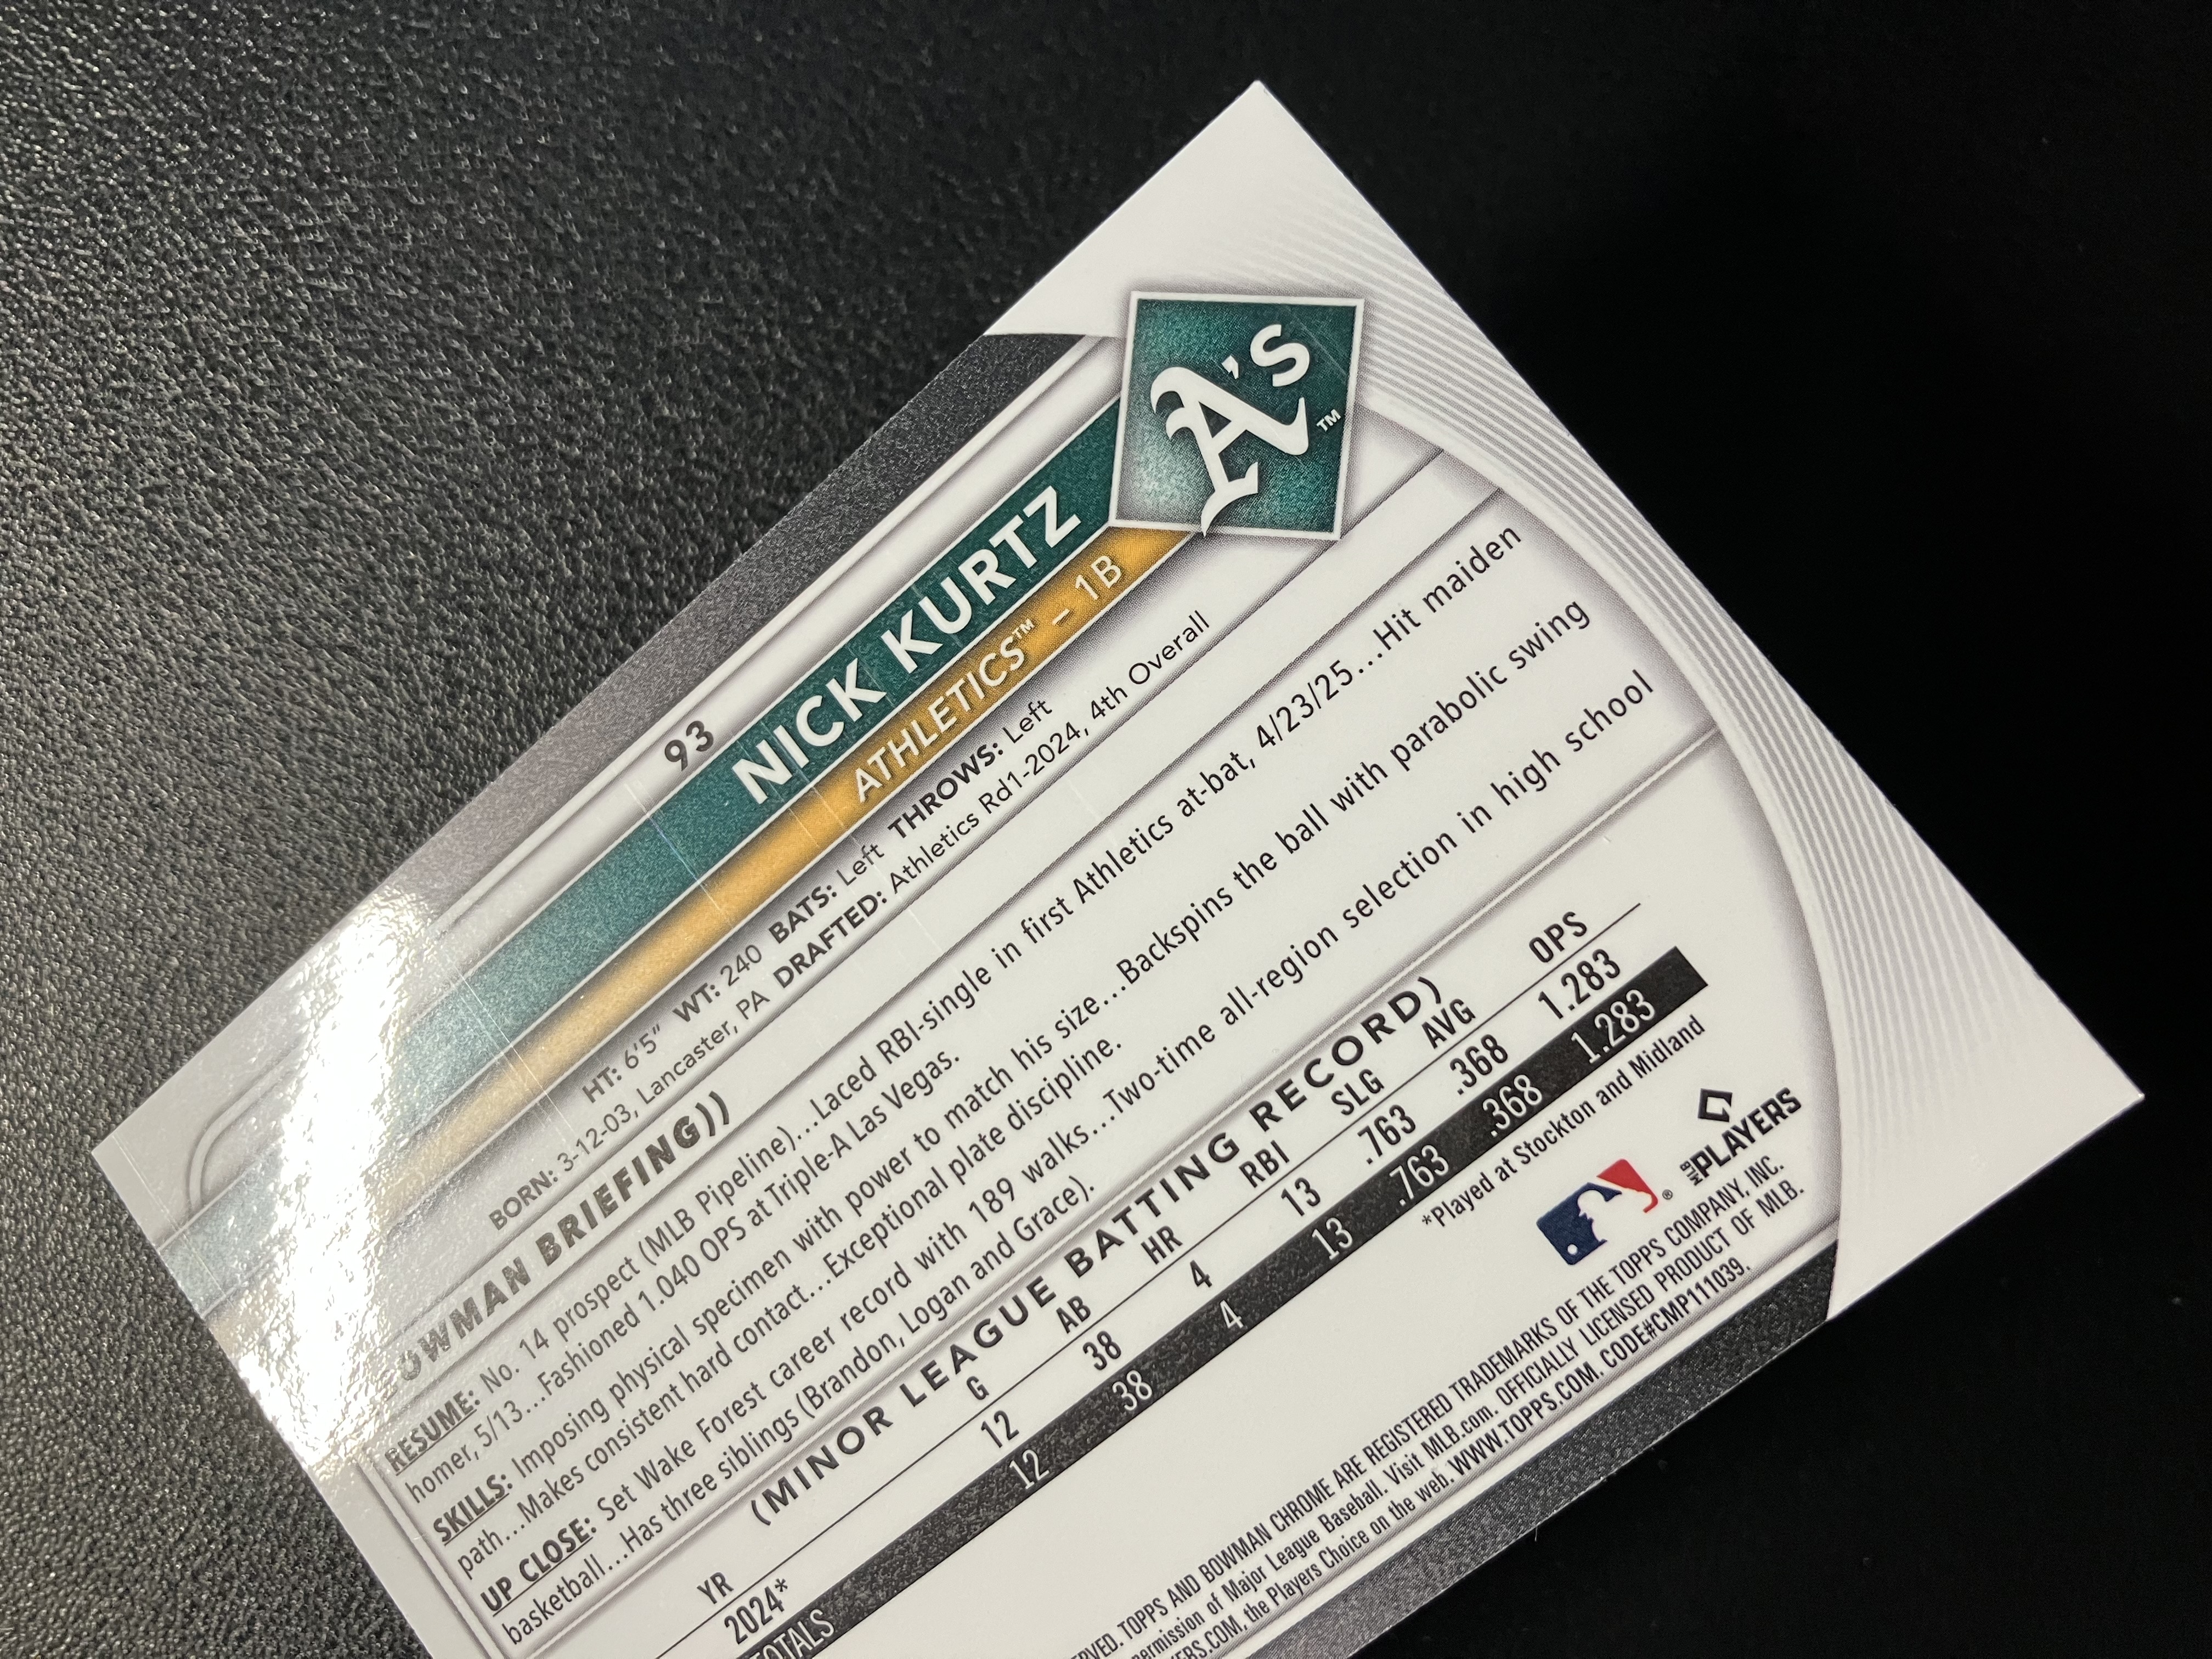 93
NICK KURTZ
ATHLETICS™ – 1B
A's™
HT: 6'5" WT: 240 BATS: Left THROWS: Left
BORN: 3-12-03, Lancaster, PA DRAFTED: Athletics Rd1-2024, 4th Overall
OWMAN BRIEFING))
RESUME: No. 14 prospect (MLB Pipeline)...Laced RBI-single in first Athletics at-bat, 4/23/25...Hit maiden
homer, 5/13...Fashioned 1.040 OPS at Triple-A Las Vegas.
SKILLS: Imposing physical specimen with power to match his size...Backspins the ball with parabolic swing
path...Makes consistent hard contact...Exceptional plate discipline.
UP CLOSE: Set Wake Forest career record with 189 walks...Two-time all-region selection in high school
basketball...Has three siblings (Brandon, Logan and Grace).
(MINOR LEAGUE BATTING RECORD)
YR G AB HR RBI SLG AVG OPS
2024* 12 38 4 13 .763 .368 1.283
TOTALS 12 38 4 13 .763 .368 1.283
*Played at Stockton and Midland
MLB PLAYERS
®
RVED. TOPPS AND BOWMAN CHROME ARE REGISTERED TRADEMARKS OF THE TOPPS COMPANY, INC.
permission of Major League Baseball. Visit MLB.com. OFFICIALLY LICENSED PRODUCT OF MLB.
ERS.COM, the Players Choice on the web. WWW.TOPPS.COM. CODE#CMP111039.